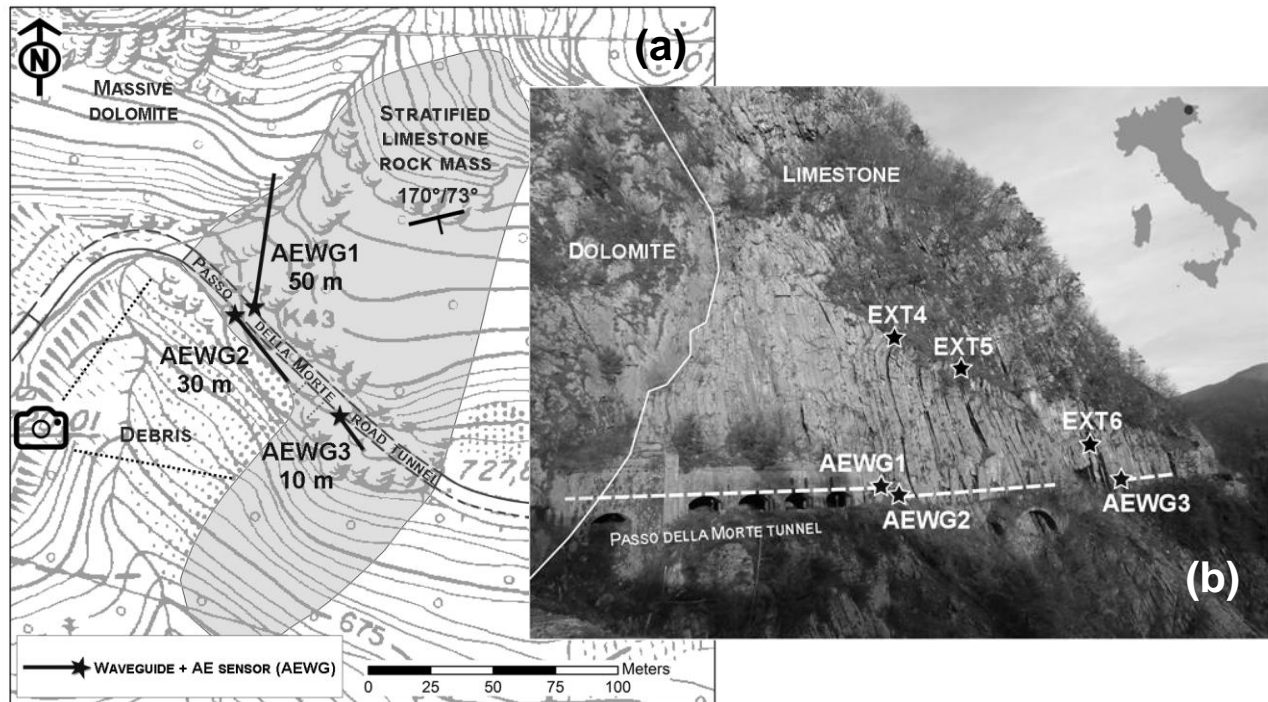 (a)
N
MASSIVE
DOLOMITE
STRATIFIED
LIMESTONE
ROCK MASS
170°/73°
AEWG1
50 m
PASSO DELLA MORTE ROAD TUNNEL
K43
AEWG2
30 m
DEBRIS
AEWG3
10 m
727.8
675
WAVEGUIDE + AE SENSOR (AEWG)
Meters
0 25 50 75 100
LIMESTONE
DOLOMITE
EXT4
EXT5
EXT6
AEWG1
AEWG2
AEWG3
PASSO DELLA MORTE TUNNEL
(b)